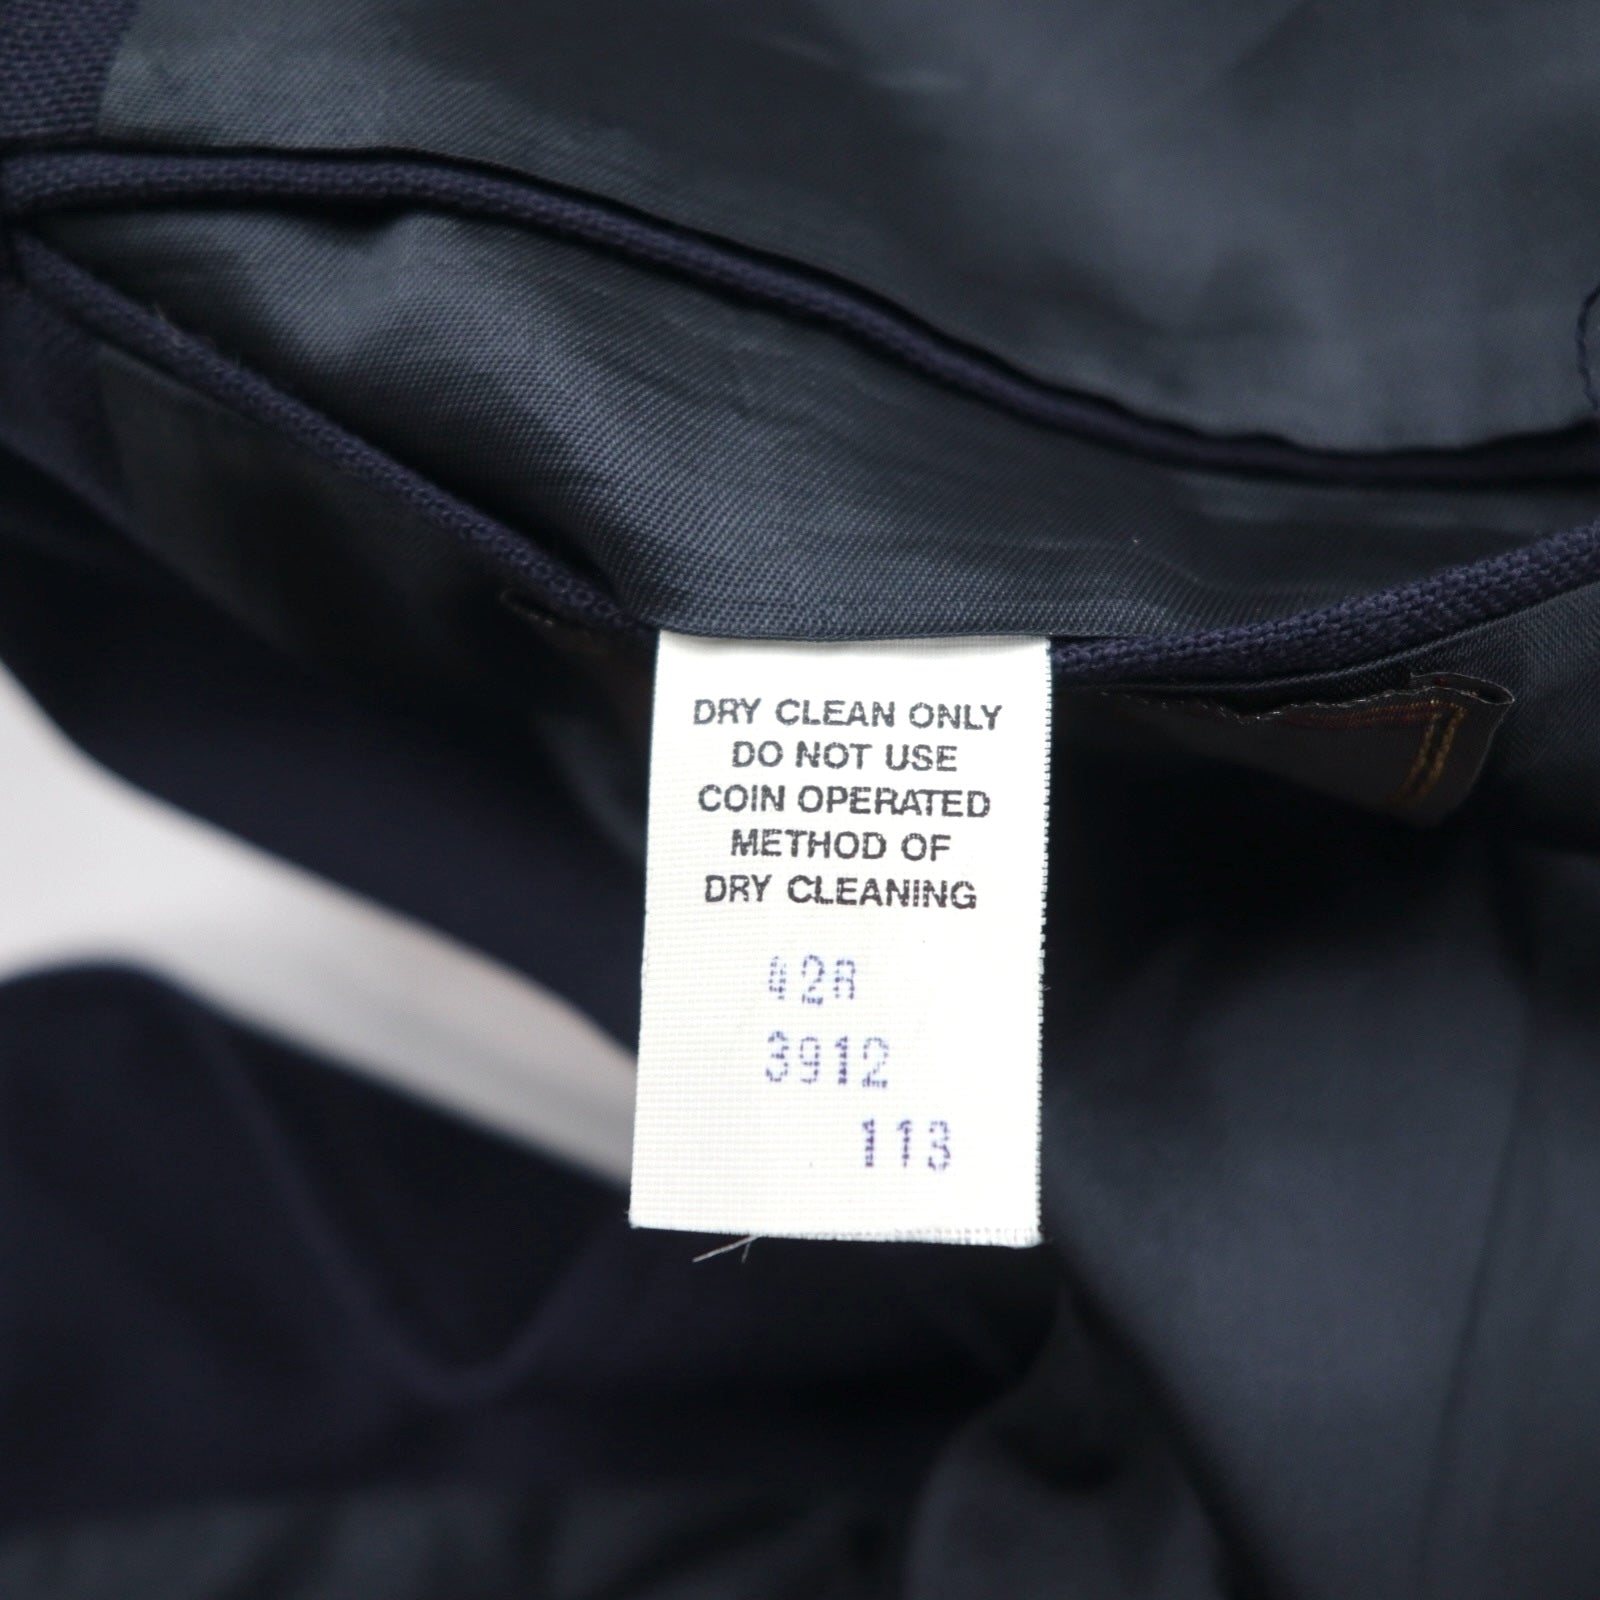 DRY CLEAN ONLY
DO NOT USE
COIN OPERATED
METHOD OF
DRY CLEANING
42R
3912
113